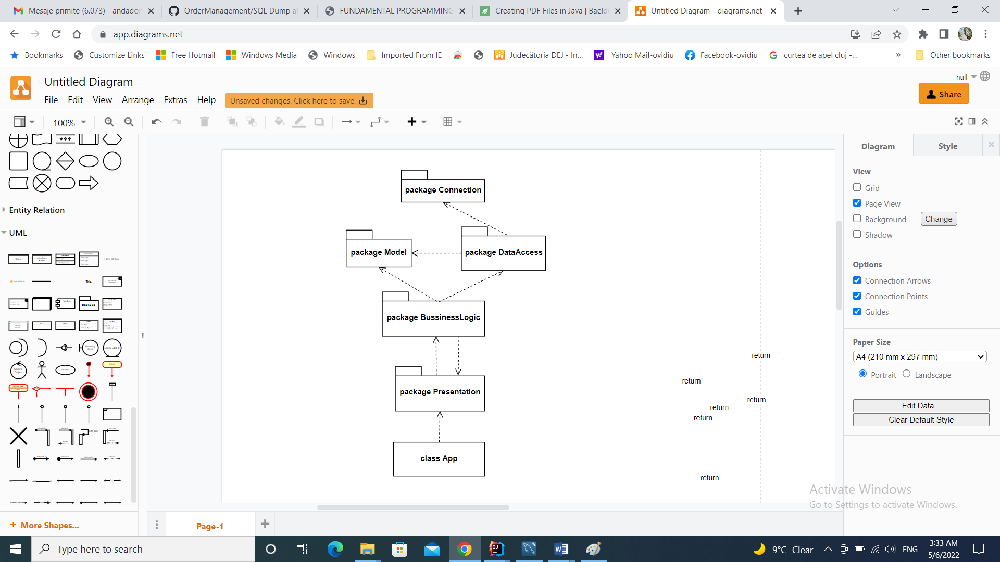 Mesaje primite (6.073) - andador
OrderManagement/SQL Dump a
FUNDAMENTAL PROGRAMMING
Creating PDF Files in Java | Baeld
Untitled Diagram - diagrams.net
app.diagrams.net
Bookmarks
Customize Links
Free Hotmail
Windows Media
Windows
Imported From IE
Judecătoria DEJ - In...
Yahoo Mail-ovidiu
Facebook-ovidiu
curtea de apel cluj -...
»
Other bookmarks
Untitled Diagram
null
File Edit View Arrange Extras Help
Unsaved changes. Click here to save.
Share
100%
Diagram
Style
View
Grid
Page View
Background
Change
Shadow
Options
Connection Arrows
Connection Points
Guides
Paper Size
A4 (210 mm x 297 mm)
Portrait
Landscape
Edit Data...
Clear Default Style
Entity Relation
UML
Title
package
More Shapes...
package Connection
package Model
package DataAccess
package BussinessLogic
package Presentation
class App
return
return
return
return
return
return
Activate Windows
Go to Settings to activate Windows.
Page-1
Type here to search
9°C Clear
ENG
3:33 AM
5/6/2022